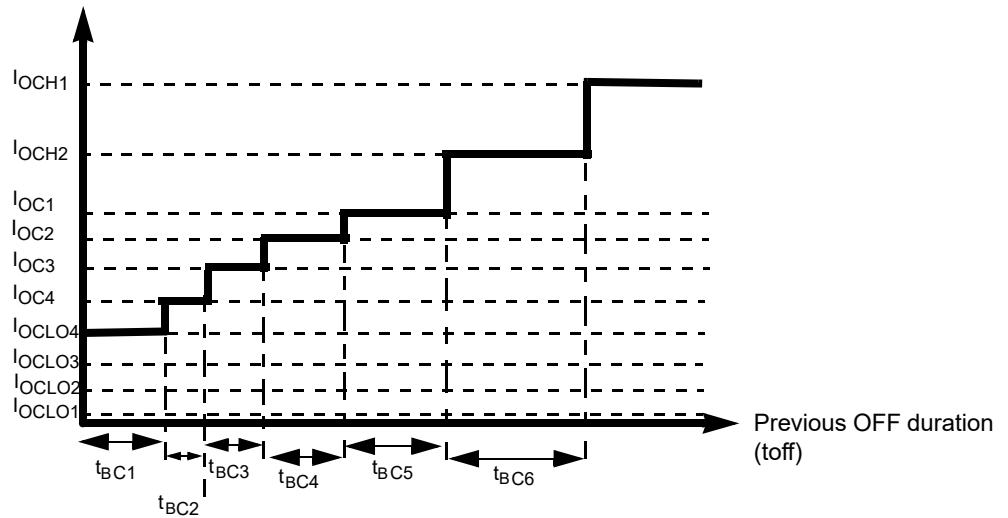 IOCH1
IOCH2
IOC1
IOC2
IOC3
IOC4
IOCLO4
IOCLO3
IOCLO2
IOCLO1
Previous OFF duration
(toff)
tBC1
tBC2
tBC3
tBC4
tBC5
tBC6